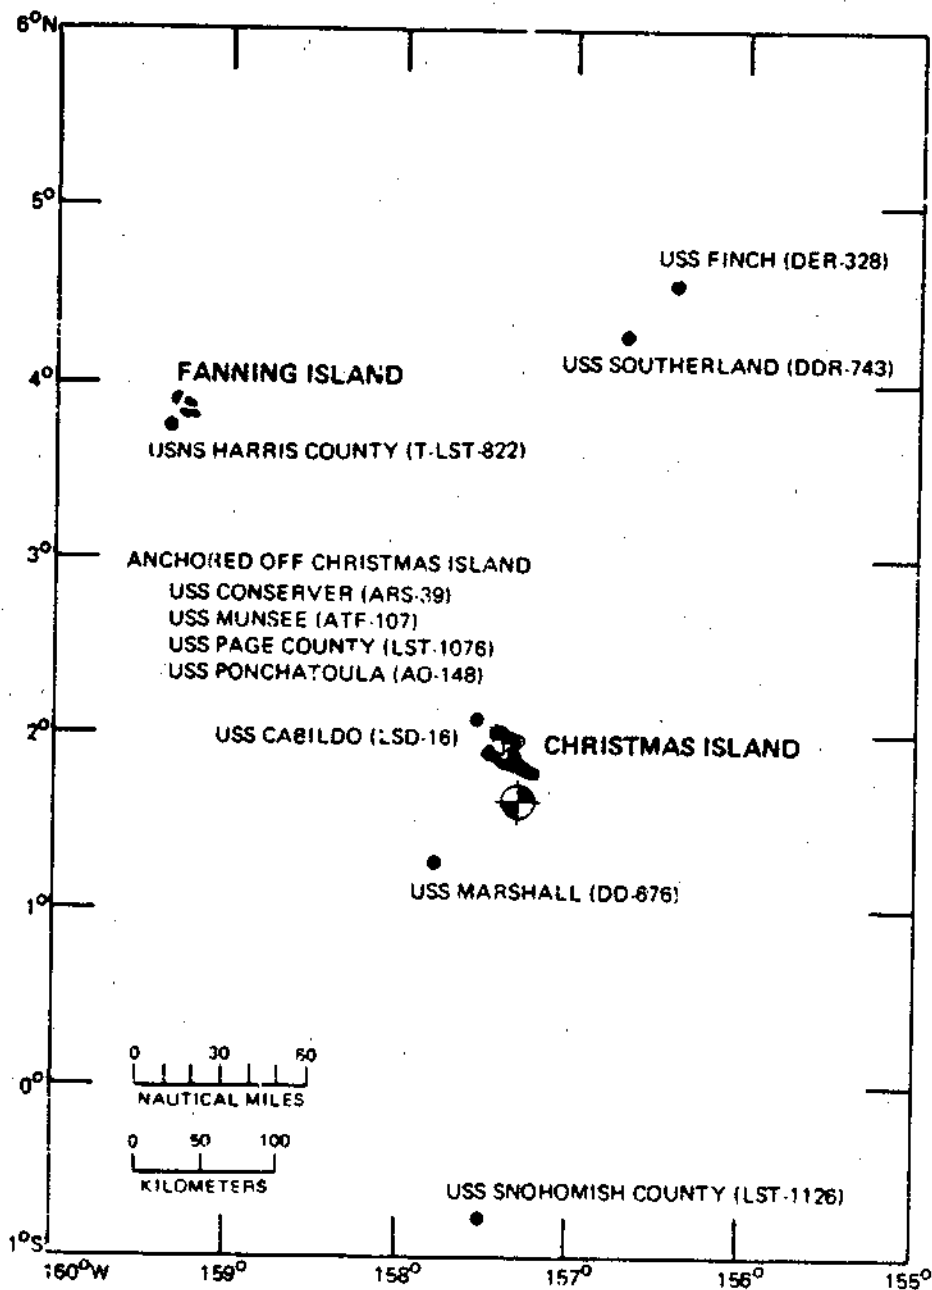 6°N
5°
USS FINCH (DER-328)
USS SOUTHERLAND (DDR-743)
4°
FANNING ISLAND
USNS HARRIS COUNTY (T-LST-822)
3°
ANCHORED OFF CHRISTMAS ISLAND
USS CONSERVER (ARS-39)
USS MUNSEE (ATF-107)
USS PAGE COUNTY (LST-1076)
USS PONCHATOULA (AO-148)
2°
USS CABILDO (LSD-16)
CHRISTMAS ISLAND
1°
USS MARSHALL (DD-676)
0 30 60
NAUTICAL MILES
0°
0 50 100
KILOMETERS
USS SNOHOMISH COUNTY (LST-1126)
1°S
160°W 159° 158° 157° 156° 155°